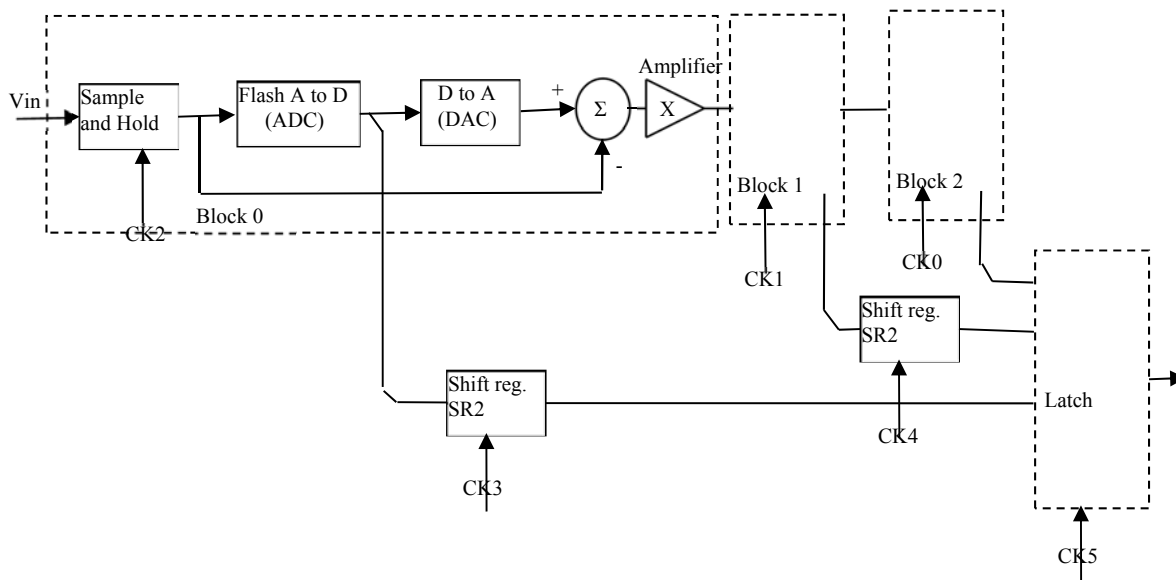 Vin
Sample
and Hold
Flash A to D
(ADC)
D to A
(DAC)
+
Σ
-
Amplifier
X
Block 0
CK2
Block 1
CK1
Block 2
CK0
Shift reg.
SR2
CK4
Shift reg.
SR2
CK3
Latch
CK5